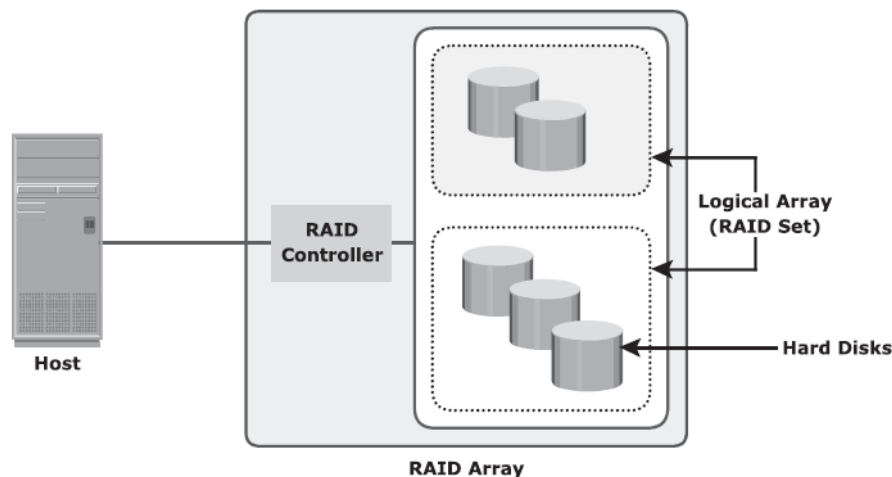 RAID
Controller
Logical Array
(RAID Set)
Hard Disks
Host
RAID Array